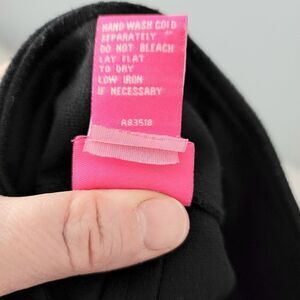 HAND WASH COLD
SEPARATELY
DO NOT BLEACH
LAY FLAT
TO DRY
LOW IRON
IF NECESSARY
A83518